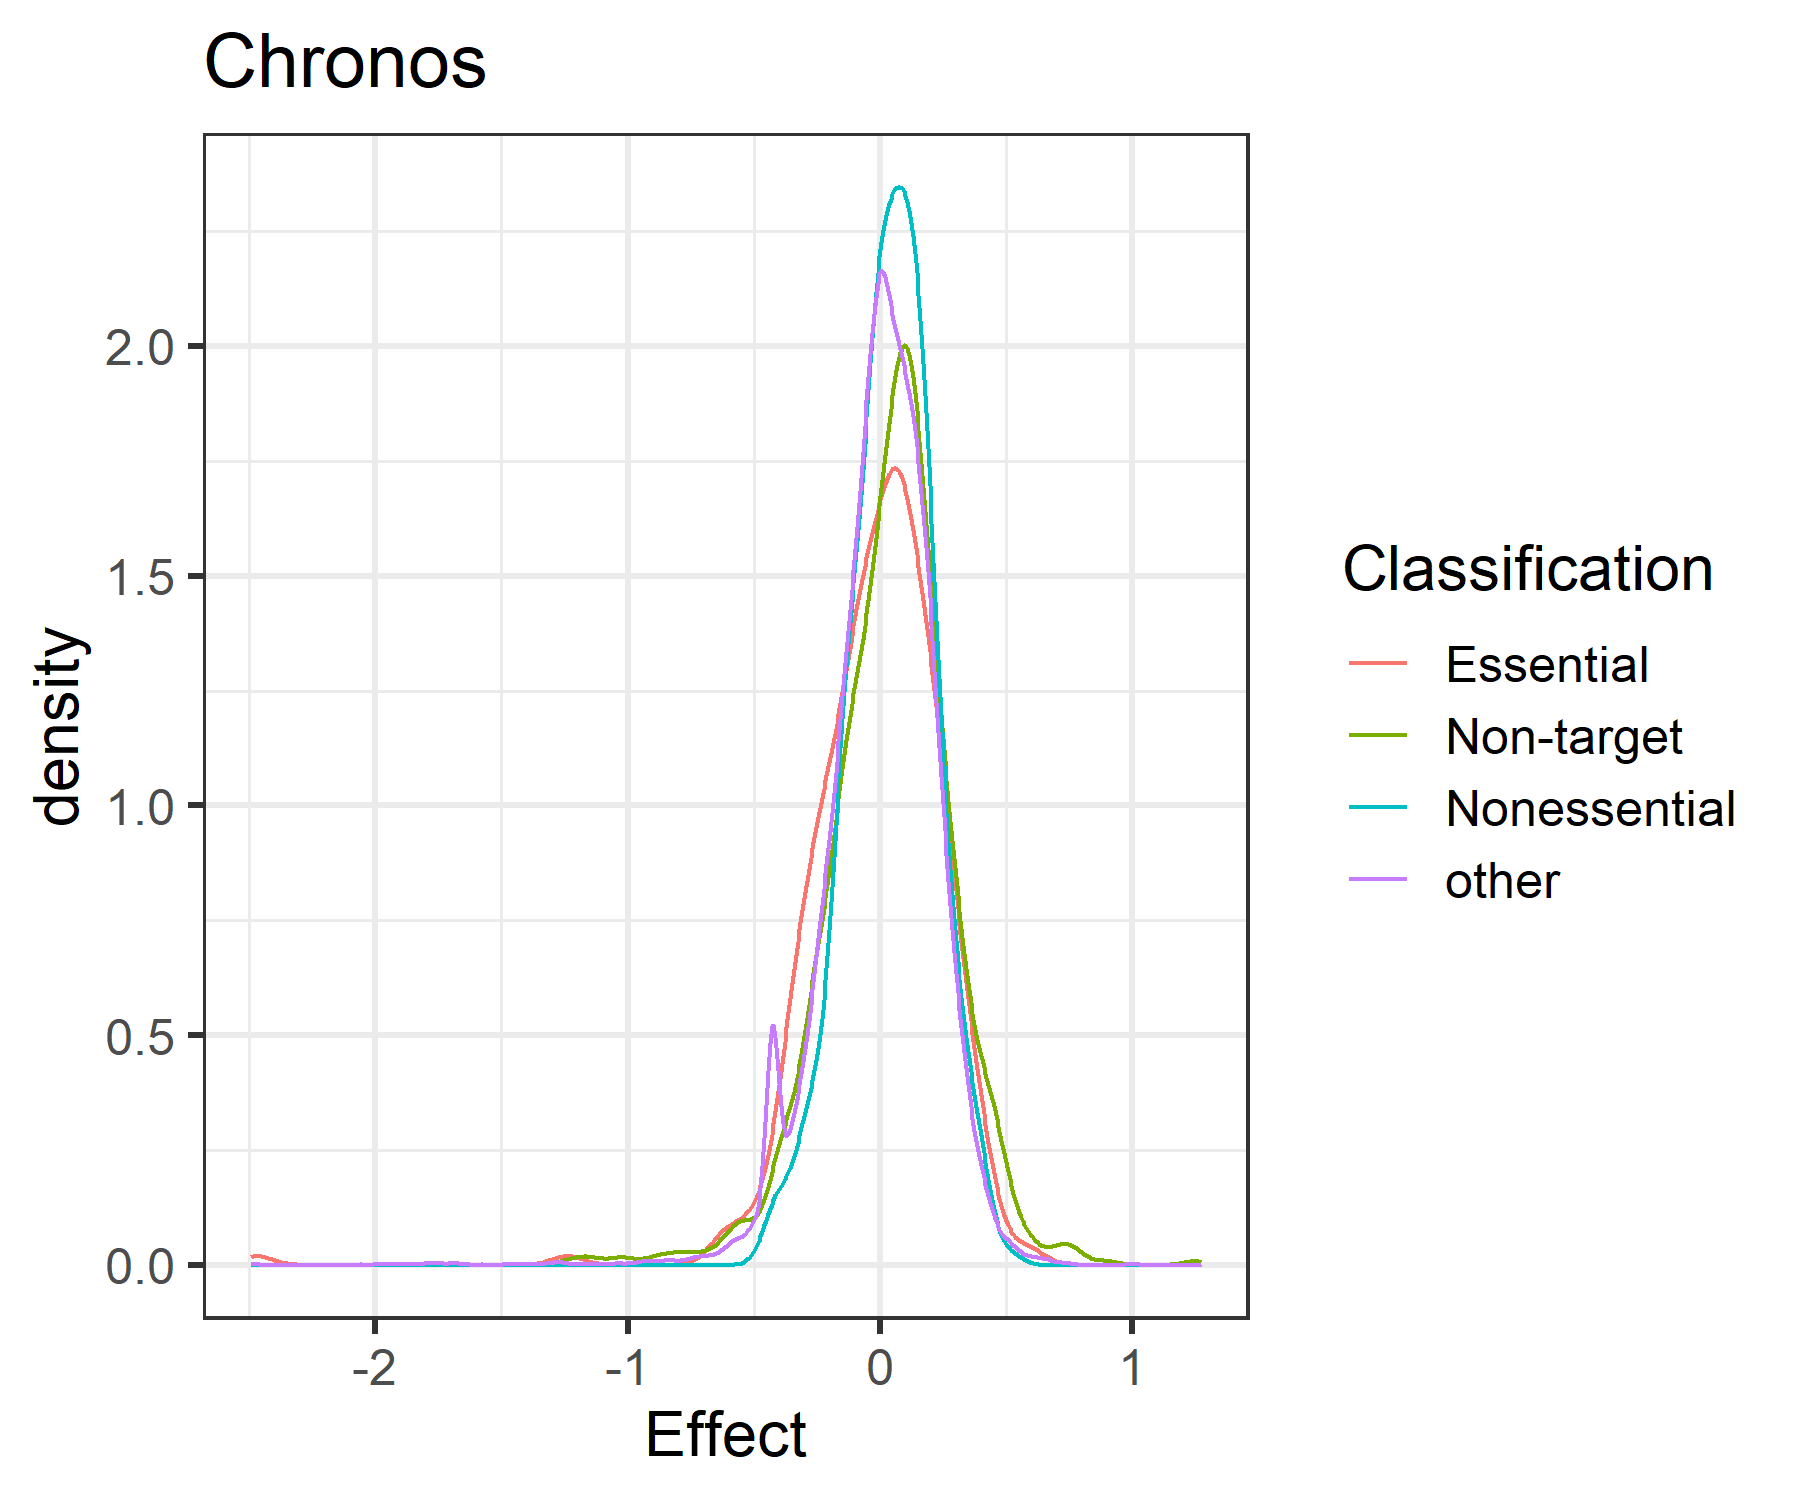 Chronos
density
2.0
1.5
1.0
0.5
0.0
-2
-1
0
1
Effect
Classification
Essential
Non-target
Nonessential
other